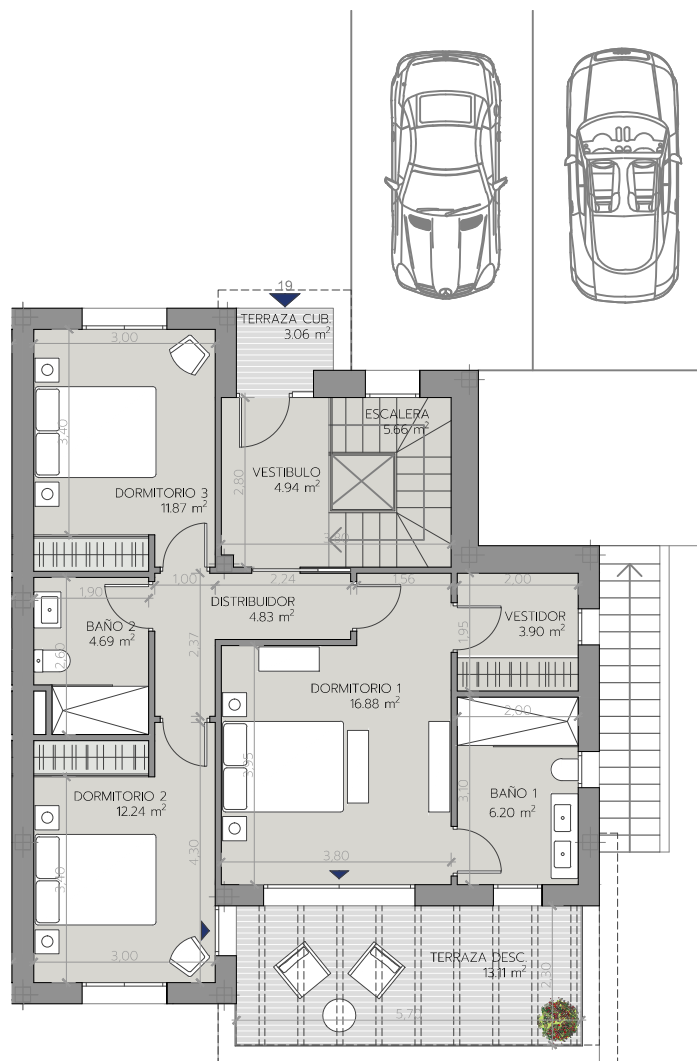 19
TERRAZA CUB.
3.06 m²
3,00
ESCALERA
5.66 m²
3,40
2,80
VESTIBULO
4.94 m²
DORMITORIO 3
11.87 m²
1,90
1,00
2,24
1,56
2,00
DISTRIBUIDOR
4.83 m²
VESTIDOR
3.90 m²
1,95
BAÑO 2
4.69 m²
2,60
2,37
DORMITORIO 1
16.88 m²
2,00
3,95
3,10
BAÑO 1
6.20 m²
DORMITORIO 2
12.24 m²
4,30
3,40
3,80
3,00
TERRAZA DESC.
13.11 m²
2,30